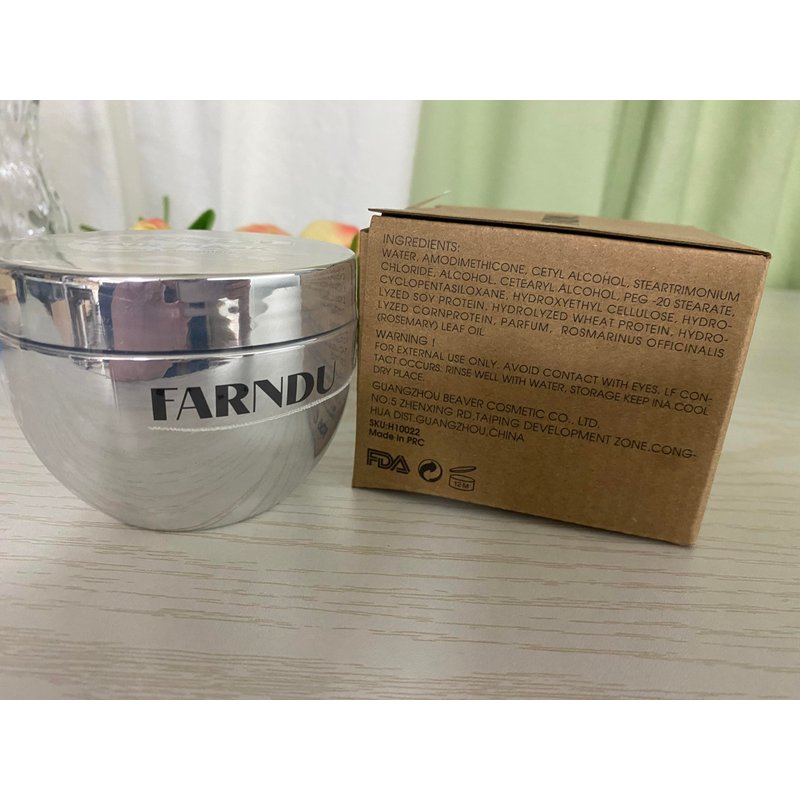 FARNDU
INGREDIENTS:
WATER, AMODIMETHICONE, CETYL ALCOHOL, STEARTRIMONIUM
CHLORIDE, ALCOHOL, CETEARYL ALCOHOL, PEG -20 STEARATE,
CYCLOPENTASILOXANE, HYDROXYETHYL CELLULOSE, HYDRO-
LYZED SOY PROTEIN, HYDROLYZED WHEAT PROTEIN, HYDRO-
LYZED CORNPROTEIN, PARFUM, ROSMARINUS OFFICINALIS
(ROSEMARY) LEAF OIL
WARNING !
FOR EXTERNAL USE ONLY. AVOID CONTACT WITH EYES. LF CON-
TACT OCCURS. RINSE WELL WITH WATER, STORAGE KEEP INA COOL
DRY PLACE.
GUANGZHOU BEAVER COSMETIC CO., LTD.
NO.5 ZHENXING RD.TAIPING DEVELOPMENT ZONE.CONG-
HUA DIST.GUANGZHOU,CHINA
SKU:H10022
Made in PRC
FDA
12M